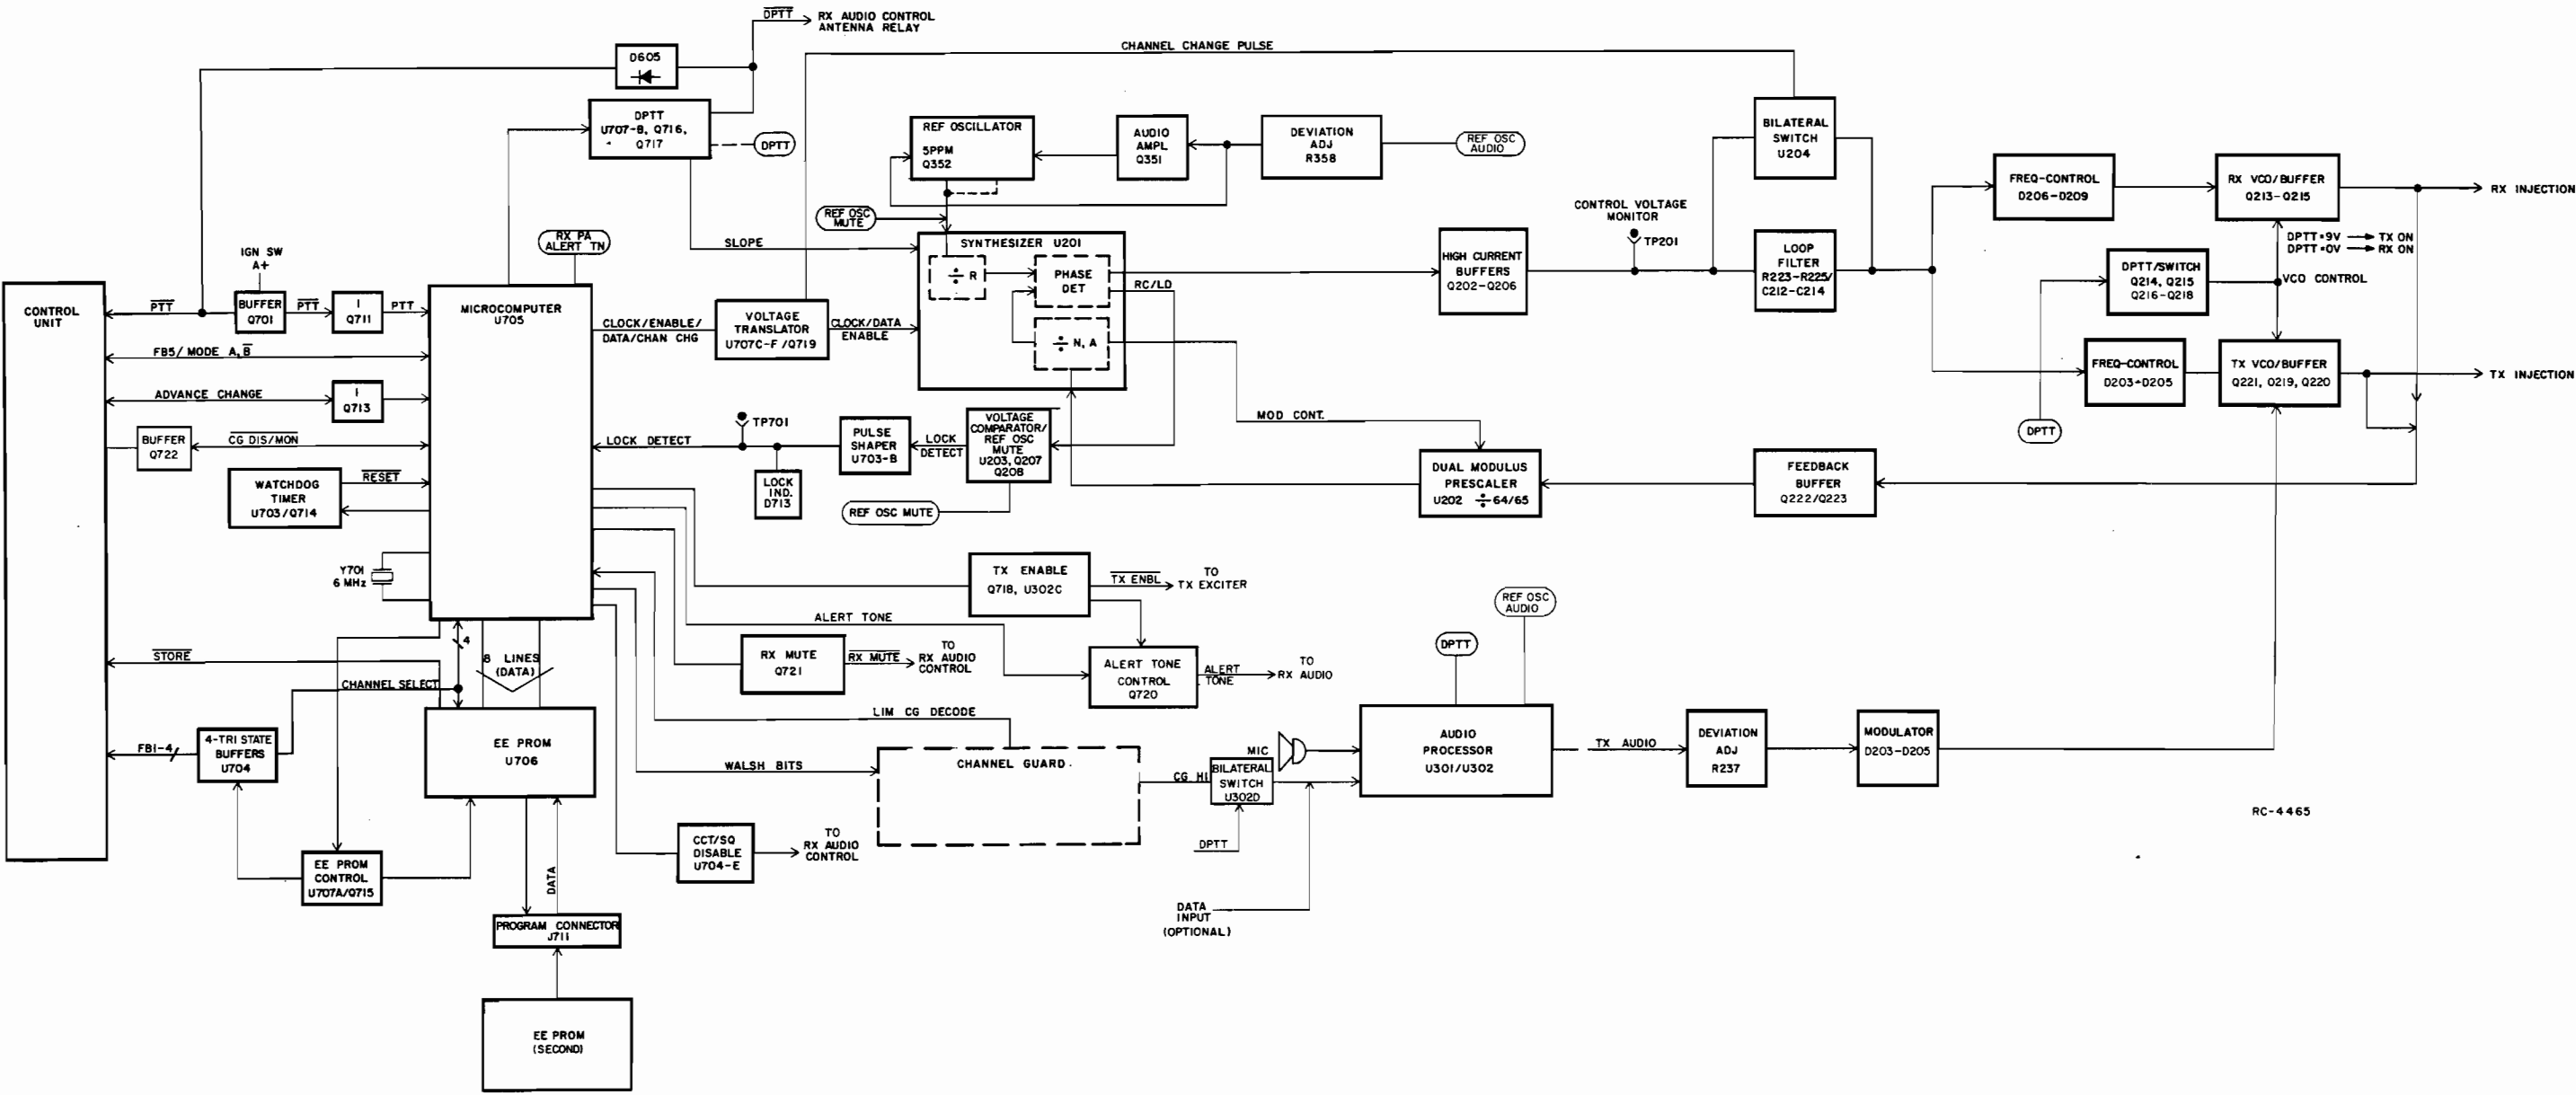 DPTT
RX AUDIO CONTROL
ANTENNA RELAY
D605
CHANNEL CHANGE PULSE
DPTT
U707-B, Q716,
Q717
DPTT
REF OSCILLATOR
5PPM
Q352
AUDIO
AMPL
Q351
DEVIATION
ADJ
R358
REF OSC
AUDIO
BILATERAL
SWITCH
U204
REF OSC
MUTE
RX PA
ALERT TN
SLOPE
SYNTHESIZER U201
÷ R
PHASE
DET
÷ N, A
RC/LD
HIGH CURRENT
BUFFERS
Q202-Q206
CONTROL VOLTAGE
MONITOR
TP201
LOOP
FILTER
R223-R225/
C212-C214
FREQ-CONTROL
D206-D209
RX VCO/BUFFER
Q213-Q215
RX INJECTION
DPTT=9V → TX ON
DPTT=0V → RX ON
DPTT/SWITCH
Q214, Q215
Q216-Q218
VCO CONTROL
DPTT
FREQ-CONTROL
D203+D205
TX VCO/BUFFER
Q221, Q219, Q220
TX INJECTION
CONTROL
UNIT
IGN SW
A+
PTT
BUFFER
Q701
PTT
I
Q711
PTT
MICROCOMPUTER
U705
FB5/ MODE A,B
ADVANCE CHANGE
I
Q713
BUFFER
Q722
CG DIS/MON
WATCHDOG
TIMER
U703/Q714
RESET
Y701
6 MHz
CLOCK/ENABLE/
DATA/CHAN CHG
VOLTAGE
TRANSLATOR
U707C-F /Q719
CLOCK/DATA
ENABLE
LOCK DETECT
TP701
LOCK
IND.
D713
PULSE
SHAPER
U703-B
LOCK
DETECT
VOLTAGE
COMPARATOR/
REF OSC
MUTE
U203, Q207
Q208
REF OSC MUTE
MOD CONT.
DUAL MODULUS
PRESCALER
U202 ÷64/65
FEEDBACK
BUFFER
Q222/Q223
TX ENABLE
Q718, U302C
TX ENBL
TO
TX EXCITER
ALERT TONE
RX MUTE
Q721
RX MUTE
TO
RX AUDIO
CONTROL
ALERT TONE
CONTROL
Q720
ALERT
TONE
TO
RX AUDIO
REF OSC
AUDIO
DPTT
STORE
4
8 LINES
(DATA)
CHANNEL SELECT
FB1-4
4-TRI STATE
BUFFERS
U704
EE PROM
U706
LIM CG DECODE
WALSH BITS
CHANNEL GUARD
CG HI
MIC
BILATERAL
SWITCH
U302D
DPTT
AUDIO
PROCESSOR
U301/U302
TX AUDIO
DEVIATION
ADJ
R237
MODULATOR
D203-D205
RC-4465
EE PROM
CONTROL
U707A/Q715
CCT/SQ
DISABLE
U704-E
TO
RX AUDIO
CONTROL
DATA
DATA
INPUT
(OPTIONAL)
PROGRAM CONNECTOR
J711
EE PROM
(SECOND)